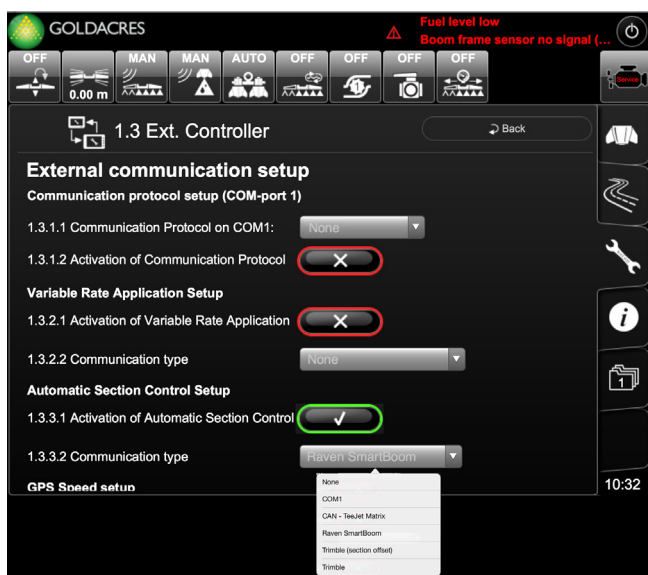 GOLDACRES
Fuel level low
Boom frame sensor no signal (...
OFF
MAN
MAN
AUTO
OFF
OFF
OFF
OFF
0.00 m
Service
1.3 Ext. Controller
Back
External communication setup
Communication protocol setup (COM-port 1)
1.3.1.1 Communication Protocol on COM1:
None
1.3.1.2 Activation of Communication Protocol
Variable Rate Application Setup
1.3.2.1 Activation of Variable Rate Application
1.3.2.2 Communication type
None
1
Automatic Section Control Setup
1.3.3.1 Activation of Automatic Section Control
1.3.3.2 Communication type
Raven SmartBoom
GPS Speed setup
10:32
None
COM1
CAN - TeeJet Matrix
Raven SmartBoom
Trimble (section offset)
Trimble